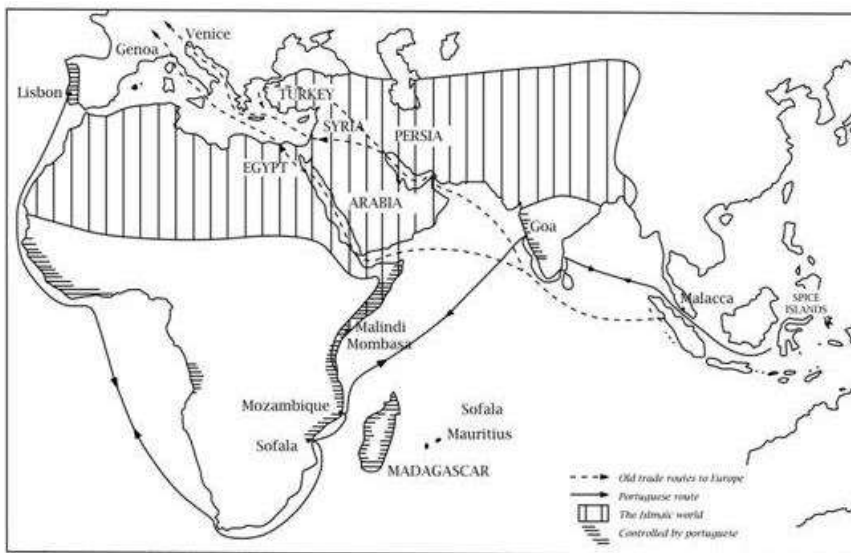 Venice
Genoa
Lisbon
TURKEY
SYRIA
PERSIA
EGYPT
ARABIA
Goa
Malacca
SPICE
ISLANDS
Malindi
Mombasa
Mozambique
Sofala
Sofala
Mauritius
MADAGASCAR
Old trade routes to Europe
Portuguese route
The Islmaic world
Controlled by portuguese